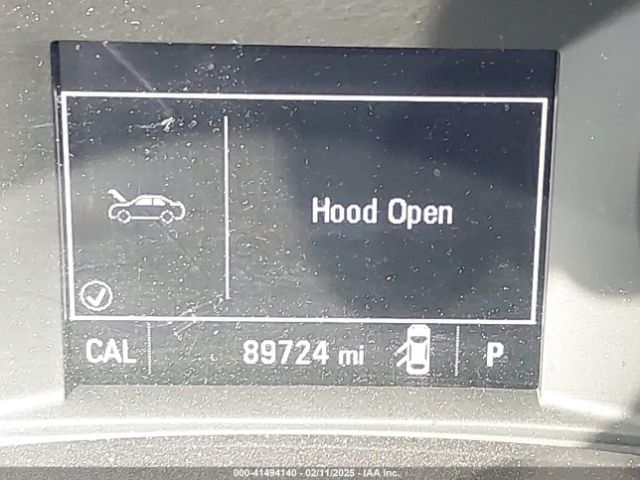 Hood Open
CAL 89724 mi P
000-41494140 - 02/11/2025 - IAA Inc.